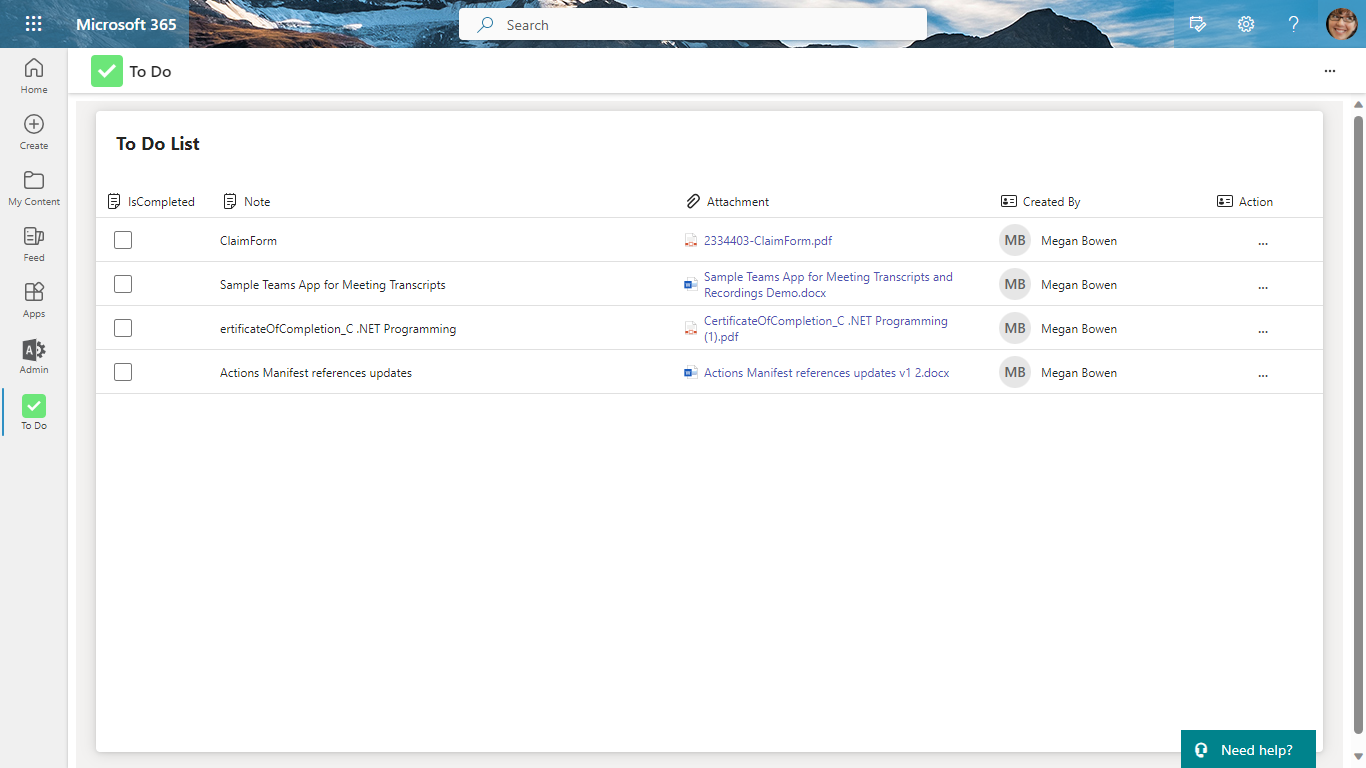 Microsoft 365
Search
?
To Do
...
Home
Create
My Content
Feed
Apps
A
Admin
To Do
To Do List
IsCompleted Note Attachment Created By Action
ClaimForm 2334403-ClaimForm.pdf MB Megan Bowen ...
Sample Teams App for Meeting Transcripts Sample Teams App for Meeting Transcripts and
Recordings Demo.docx MB Megan Bowen ...
ertificateOfCompletion_C .NET Programming CertificateOfCompletion_C .NET Programming
(1).pdf MB Megan Bowen ...
Actions Manifest references updates Actions Manifest references updates v1 2.docx MB Megan Bowen ...
Need help?